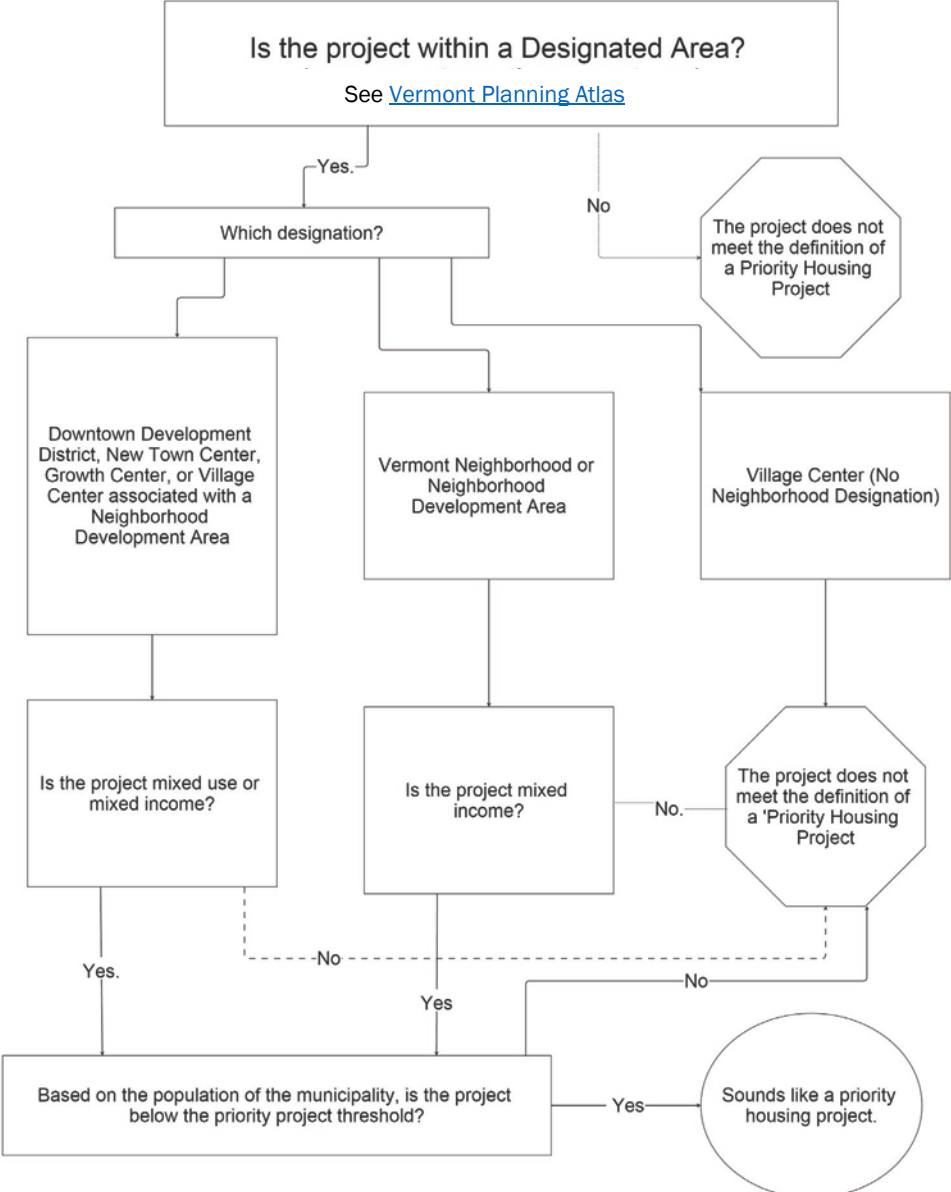 Is the project within a Designated Area?
See Vermont Planning Atlas
Yes.
No
Which designation?
The project does not
meet the definition of
a Priority Housing
Project
Downtown Development
District, New Town Center,
Growth Center, or Village
Center associated with a
Neighborhood
Development Area
Vermont Neighborhood or
Neighborhood
Development Area
Village Center (No
Neighborhood Designation)
Is the project mixed use or
mixed income?
Is the project mixed
income?
No.
The project does not
meet the definition of
a 'Priority Housing
Project
No
Yes.
No
Yes
Based on the population of the municipality, is the project
below the priority project threshold?
Yes
Sounds like a priority
housing project.